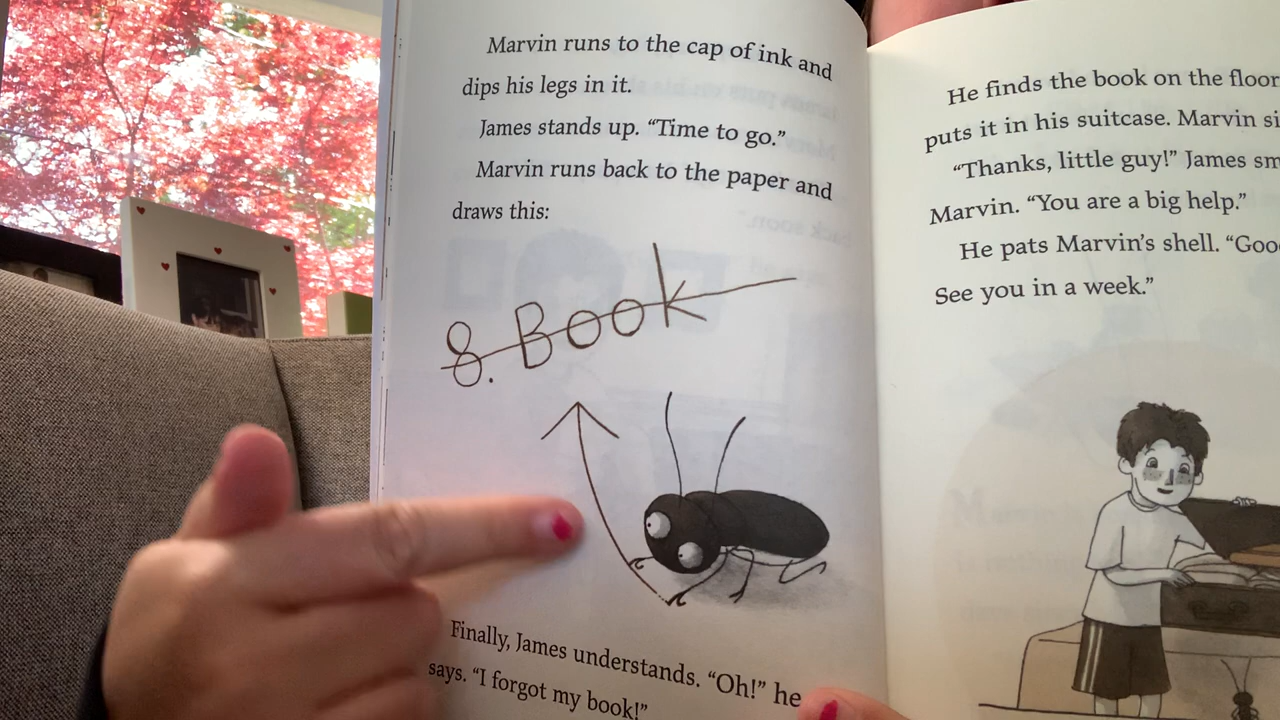 Marvin runs to the cap of ink and
dips his legs in it.
James stands up. “Time to go.”
Marvin runs back to the paper and
draws this:
8. Book
Finally, James understands. “Oh!” he
says. “I forgot my book!”
He finds the book on the floor
puts it in his suitcase. Marvin
“Thanks, little guy!” James
Marvin. “You are a big help.”
He pats Marvin’s shell.
See you in a week.”